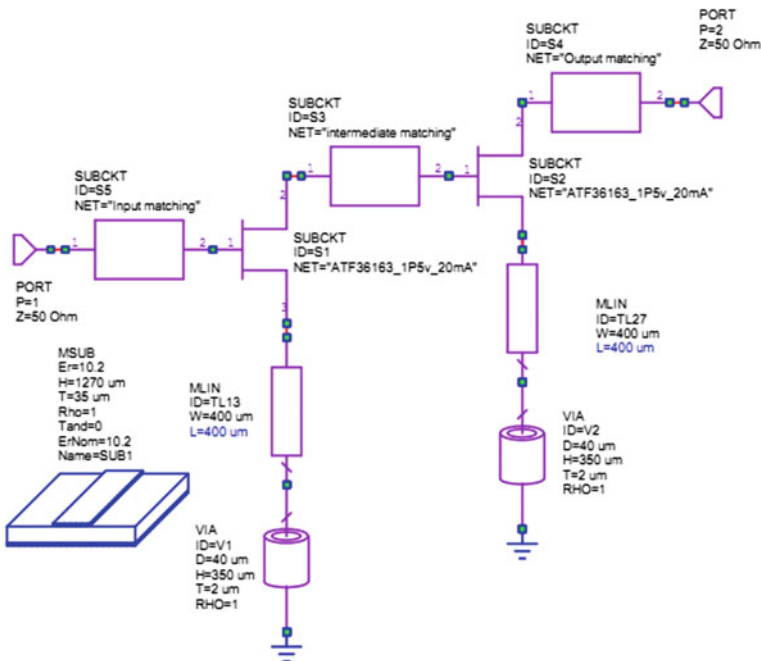 PORT
P=2
Z=50 Ohm
SUBCKT
ID=S4
NET="Output matching"
1
2
2
SUBCKT
ID=S3
NET="intermediate matching"
1
2
1
2
SUBCKT
ID=S2
NET="ATF36163_1P5v_20mA"
SUBCKT
ID=S5
NET="Input matching"
1
2
1
SUBCKT
ID=S1
NET="ATF36163_1P5v_20mA"
3
PORT
P=1
Z=50 Ohm
MLIN
ID=TL27
W=400 um
L=400 um
MSUB
Er=10.2
H=1270 um
T=35 um
Rho=1
Tand=0
ErNom=10.2
Name=SUB1
MLIN
ID=TL13
W=400 um
L=400 um
VIA
ID=V2
D=40 um
H=350 um
T=2 um
RHO=1
VIA
ID=V1
D=40 um
H=350 um
T=2 um
RHO=1